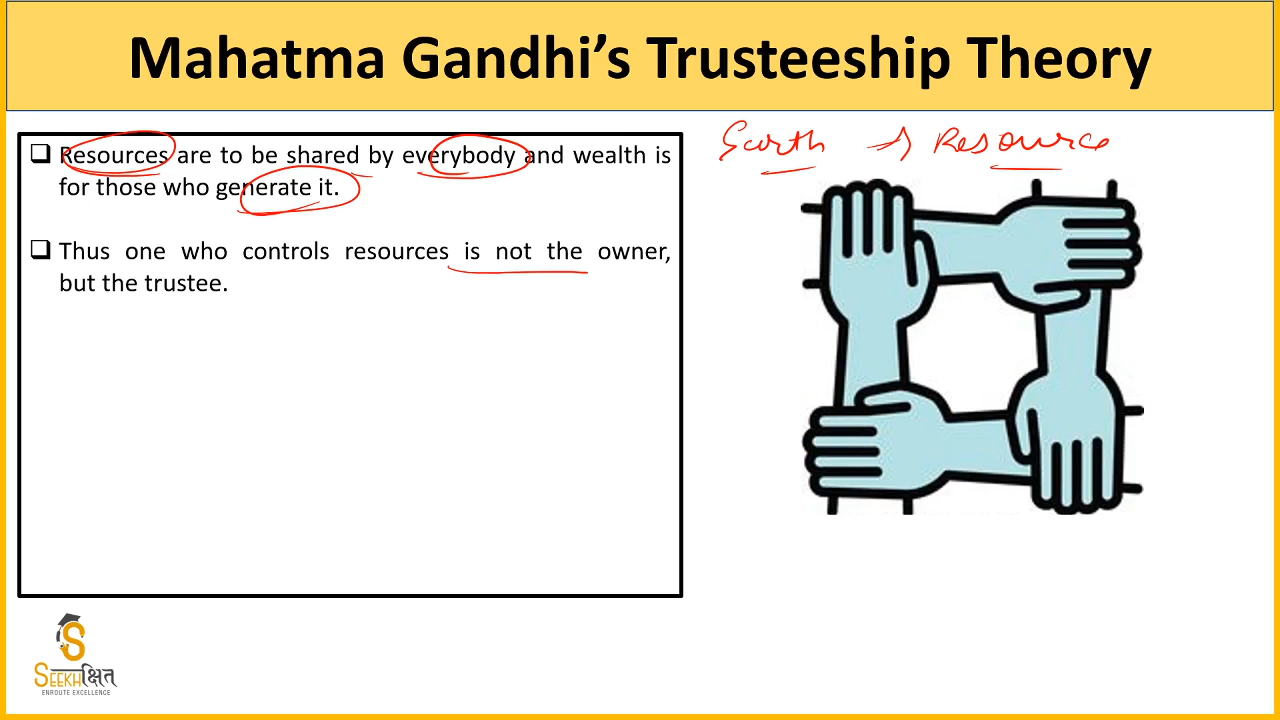 Mahatma Gandhi’s Trusteeship Theory
❑ Resources are to be shared by everybody and wealth is
for those who generate it.
❑ Thus one who controls resources is not the owner,
but the trustee.
Earth → Resource
S
SEEKHक्षित
ENROUTE EXCELLENCE